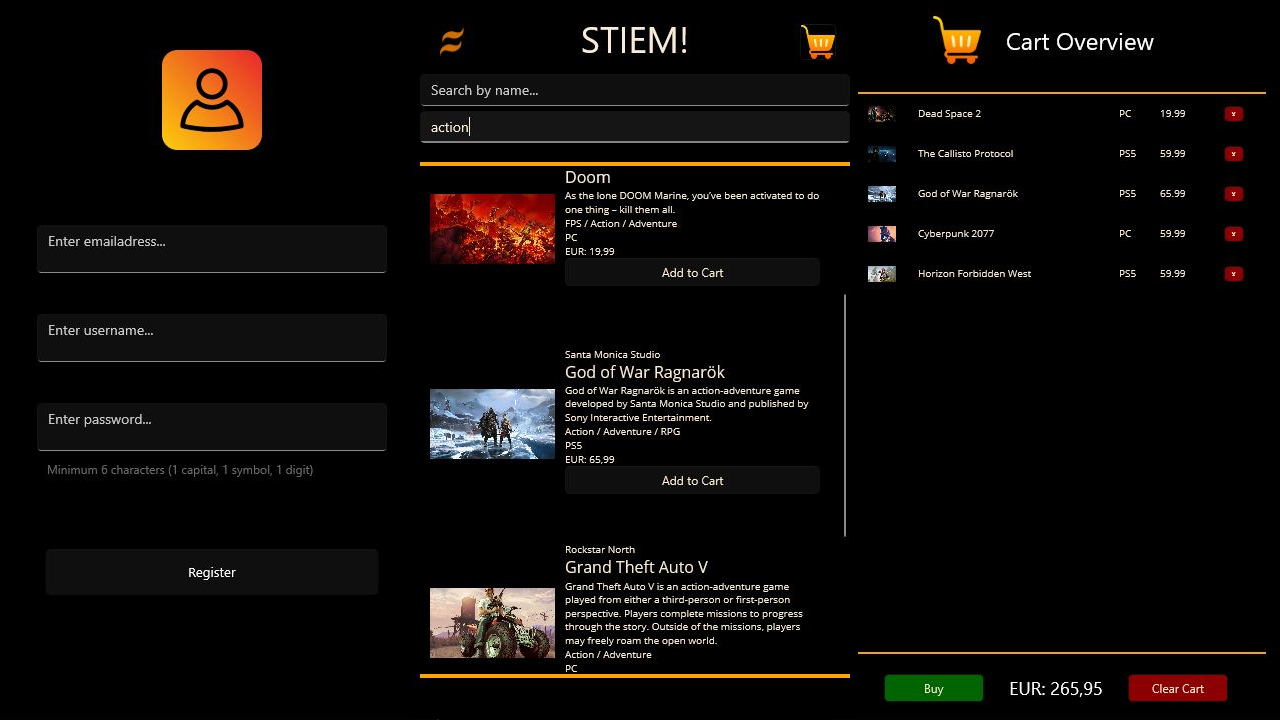 Enter emailadress...
Enter username...
Enter password...
Minimum 6 characters (1 capital, 1 symbol, 1 digit)
Register
STIEM!
Search by name...
action
Doom
As the lone DOOM Marine, you’ve been activated to do
one thing – kill them all.
FPS / Action / Adventure
PC
EUR: 19,99
Add to Cart
Santa Monica Studio
God of War Ragnarök
God of War Ragnarök is an action-adventure game
developed by Santa Monica Studio and published by
Sony Interactive Entertainment.
Action / Adventure / RPG
PS5
EUR: 65,99
Add to Cart
Rockstar North
Grand Theft Auto V
Grand Theft Auto V is an action-adventure game
played from either a third-person or first-person
perspective. Players complete missions to progress
through the story. Outside of the missions, players
may freely roam the open world.
Action / Adventure
PC
Cart Overview
Dead Space 2 PC 19.99 x
The Callisto Protocol PS5 59.99 x
God of War Ragnarök PS5 65.99 x
Cyberpunk 2077 PC 59.99 x
Horizon Forbidden West PS5 59.99 x
Buy EUR: 265,95 Clear Cart